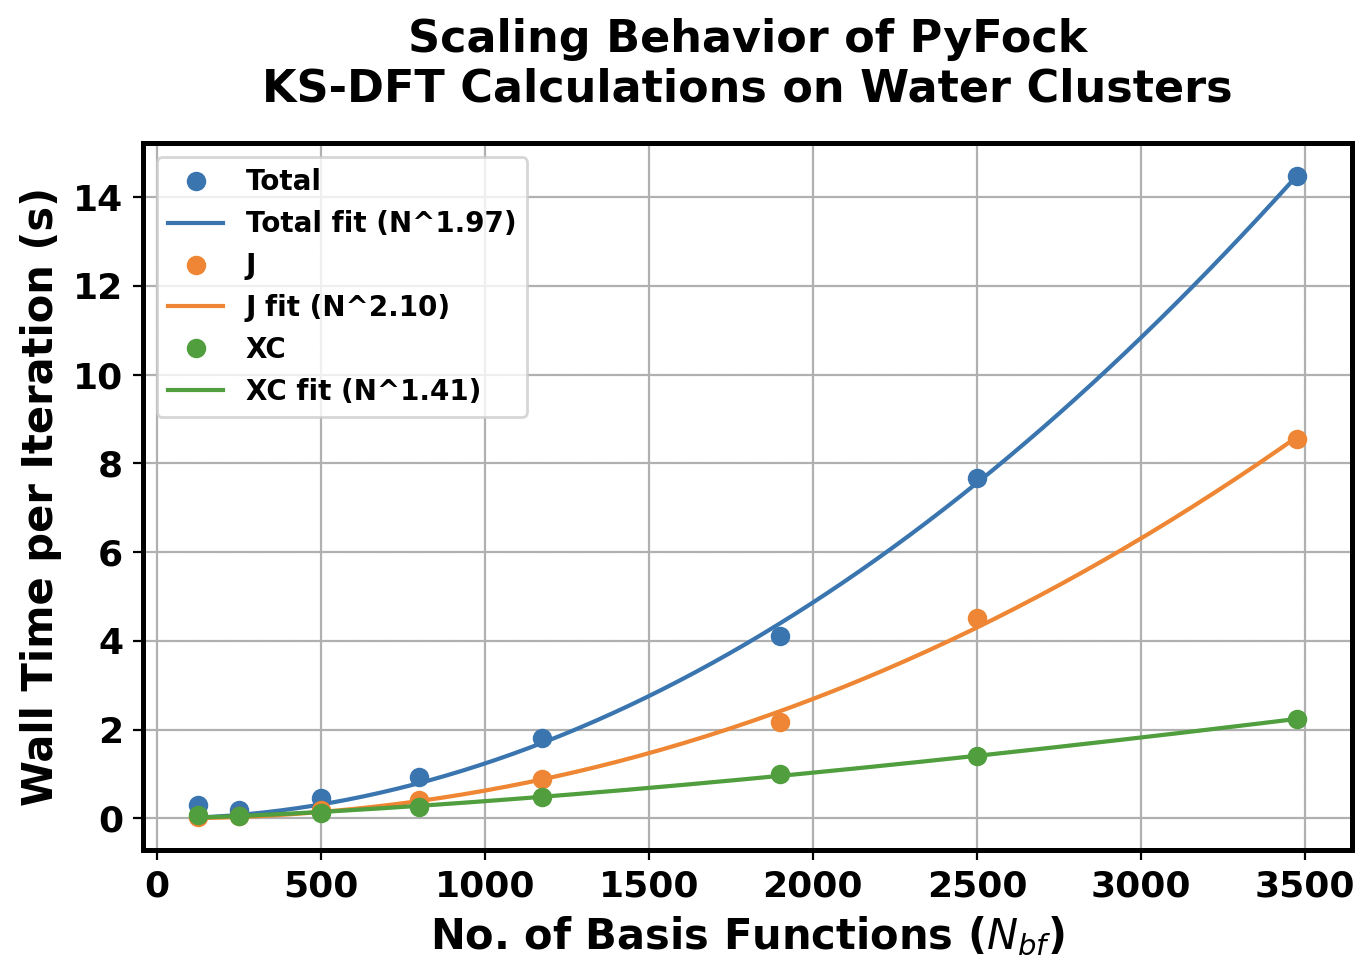 Scaling Behavior of PyFock
KS-DFT Calculations on Water Clusters
Total
Total fit (N^1.97)
J
J fit (N^2.10)
XC
XC fit (N^1.41)
Wall Time per Iteration (s)
14
12
10
8
6
4
2
0
0 500 1000 1500 2000 2500 3000 3500
No. of Basis Functions (N_{bf})